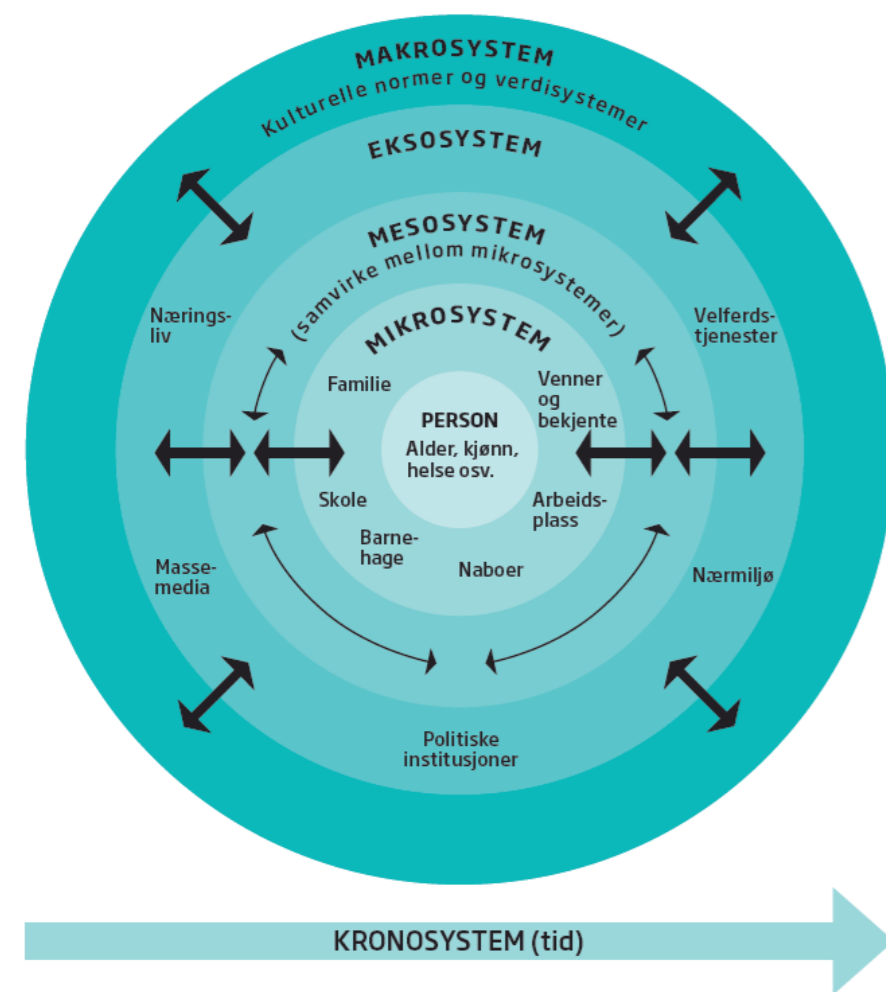 MAKROSYSTEM
Kulturelle normer og verdisystemer
EKSOSYSTEM
MESOSYSTEM
(samvirke mellom mikrosystemer)
MIKROSYSTEM
Nærings-
liv
Velferds-
tjenester
Familie
Venner
og
bekjente
PERSON
Alder, kjønn,
helse osv.
Skole
Arbeids-
plass
Barne-
hage
Naboer
Masse-
media
Nærmiljø
Politiske
institusjoner
KRONOSYSTEM (tid)